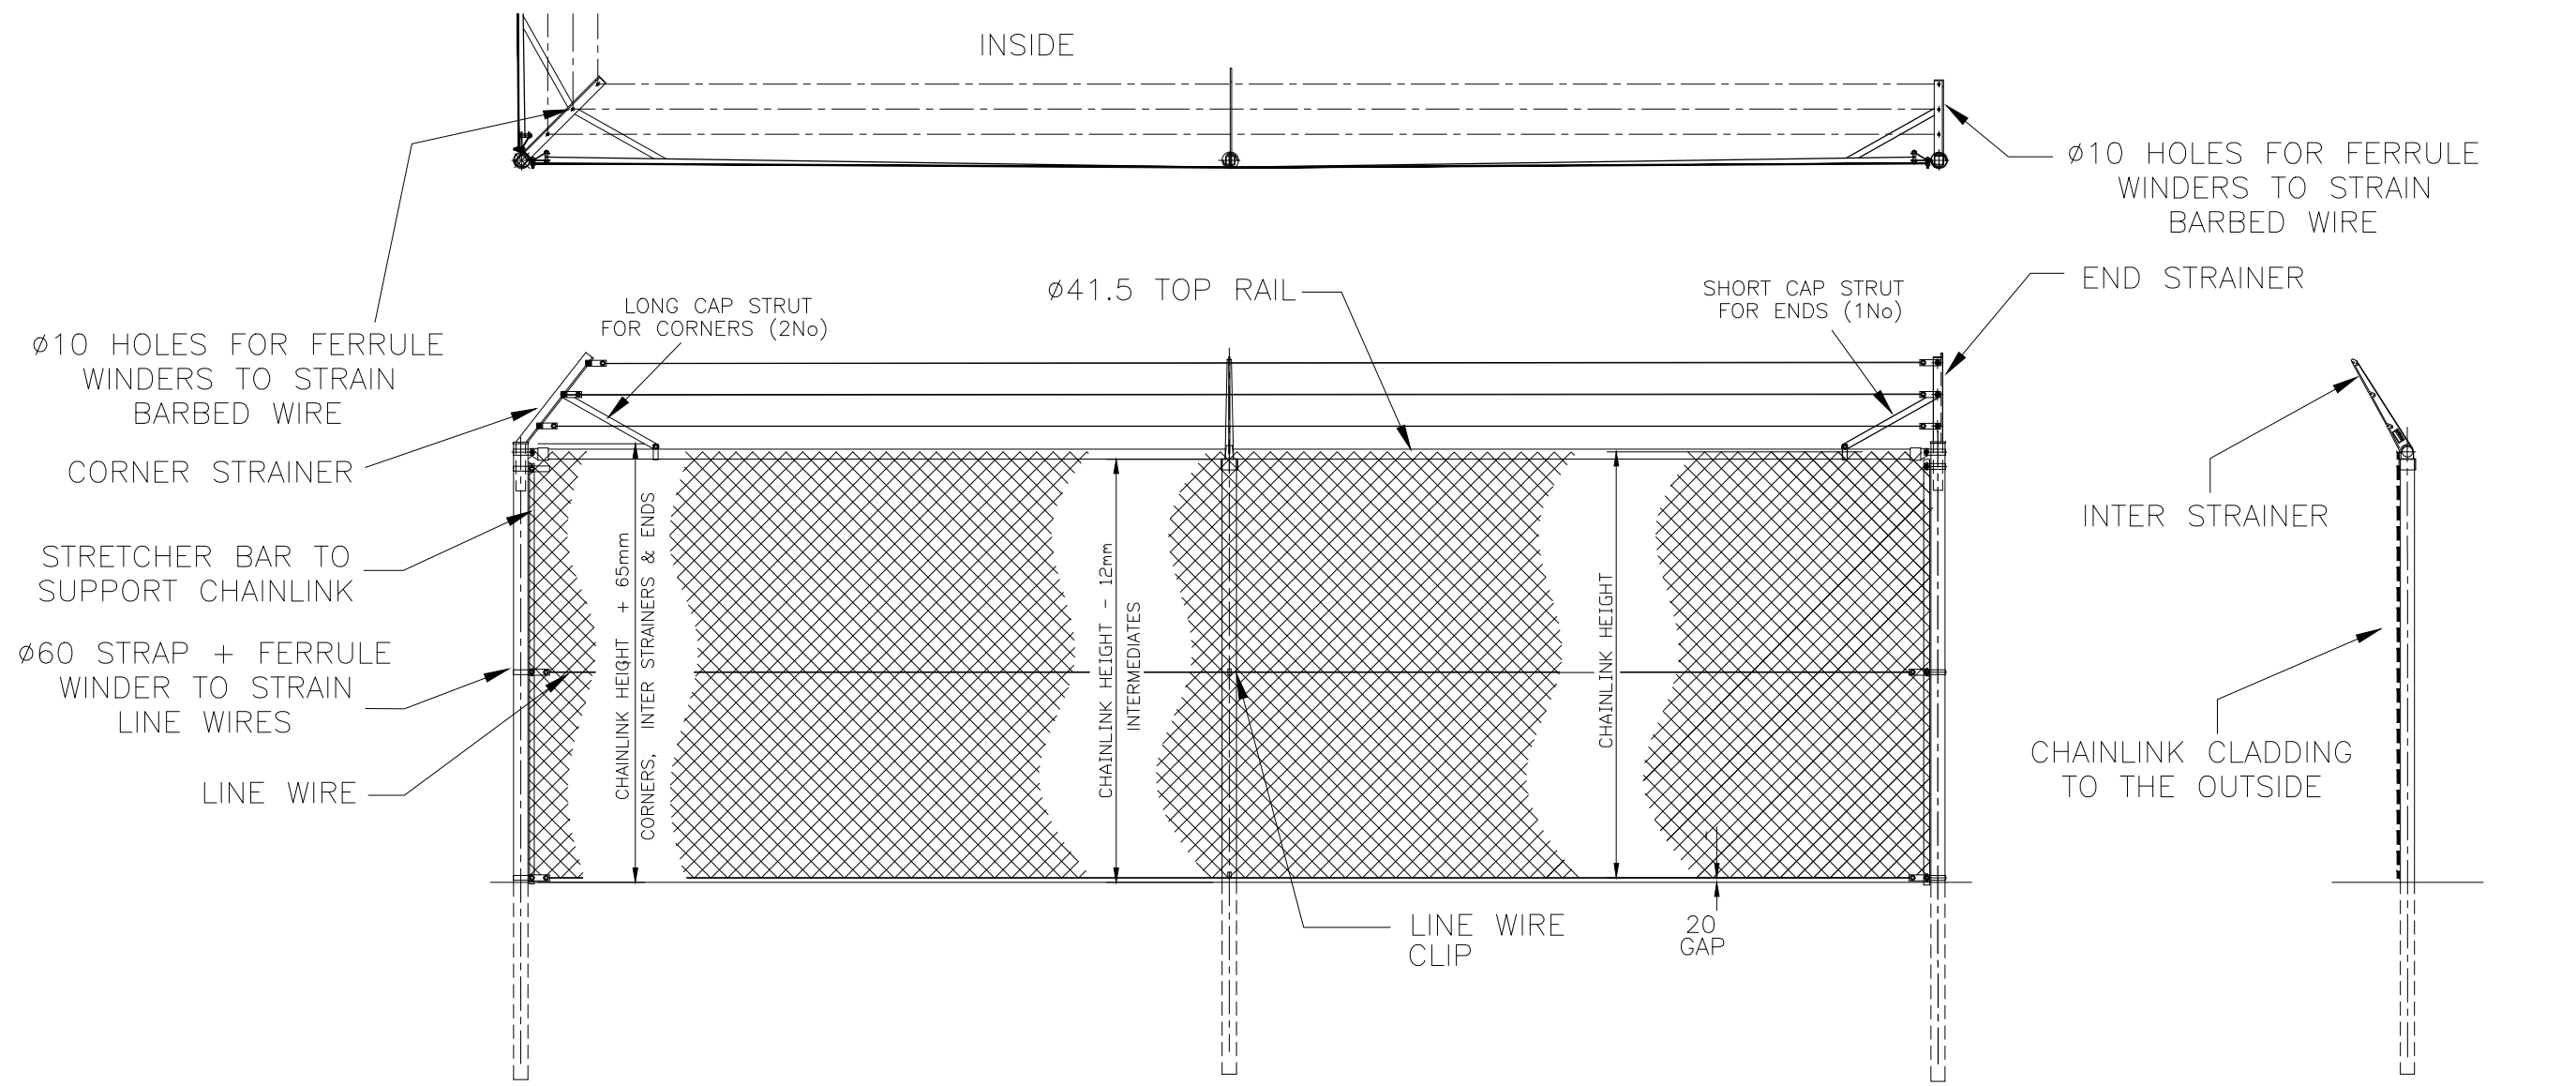 INSIDE
ø10 HOLES FOR FERRULE
WINDERS TO STRAIN
BARBED WIRE
END STRAINER
ø41.5 TOP RAIL
SHORT CAP STRUT
FOR ENDS (1No)
LONG CAP STRUT
FOR CORNERS (2No)
ø10 HOLES FOR FERRULE
WINDERS TO STRAIN
BARBED WIRE
CORNER STRAINER
STRETCHER BAR TO
SUPPORT CHAINLINK
ø60 STRAP + FERRULE
WINDER TO STRAIN
LINE WIRES
LINE WIRE
CHAINLINK HEIGHT + 65mm
CORNERS, INTER STRAINERS & ENDS
CHAINLINK HEIGHT - 12mm
INTERMEDIATES
CHAINLINK HEIGHT
INTER STRAINER
CHAINLINK CLADDING
TO THE OUTSIDE
LINE WIRE
CLIP
20
GAP